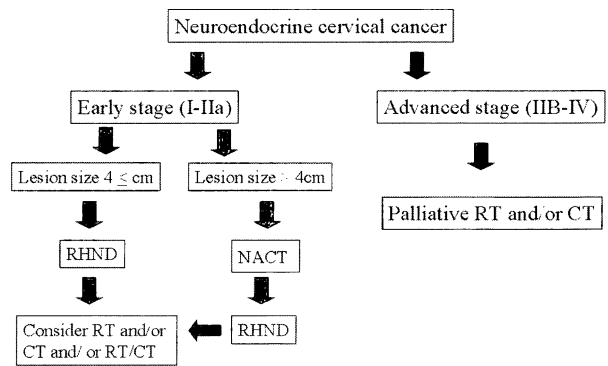 Neuroendocrine cervical cancer
Early stage (I-IIa)
Advanced stage (IIB-IV)
Lesion size 4 ≤ cm
Lesion size > 4cm
Palliative RT and/or CT
RHND
NACT
Consider RT and/or
CT and/ or RT/CT
RHND